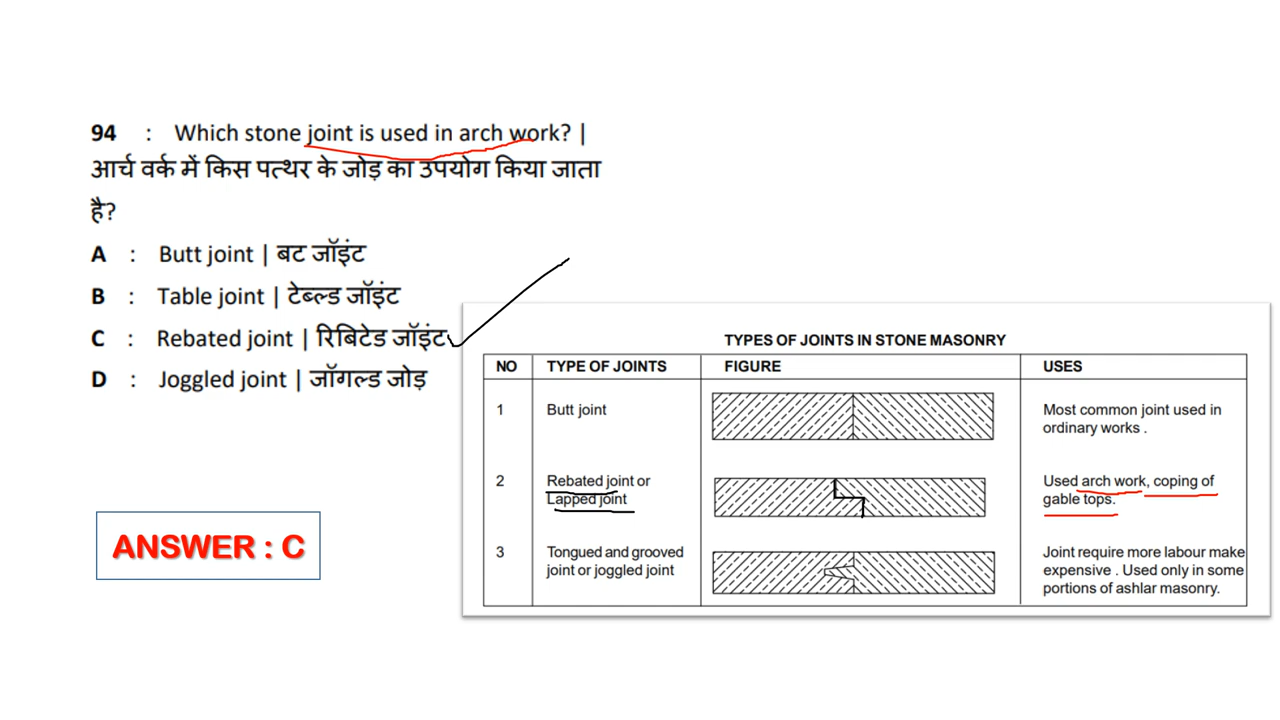 94 : Which stone joint is used in arch work? |
आर्च वर्क में किस पत्थर के जोड़ का उपयोग किया जाता
है?
A : Butt joint | बट जॉइंट
B : Table joint | टेब्ल्ड जॉइंट
C : Rebated joint | रिबिटेड जॉइंट
D : Joggled joint | जॉगल्ड जोड़
ANSWER : C
TYPES OF JOINTS IN STONE MASONRY
NO TYPE OF JOINTS FIGURE USES
1 Butt joint Most common joint used in
ordinary works .
2 Rebated joint or Used arch work, coping of
Lapped joint gable tops.
3 Tongued and grooved Joint require more labour make
joint or joggled joint expensive . Used only in some
portions of ashlar masonry.